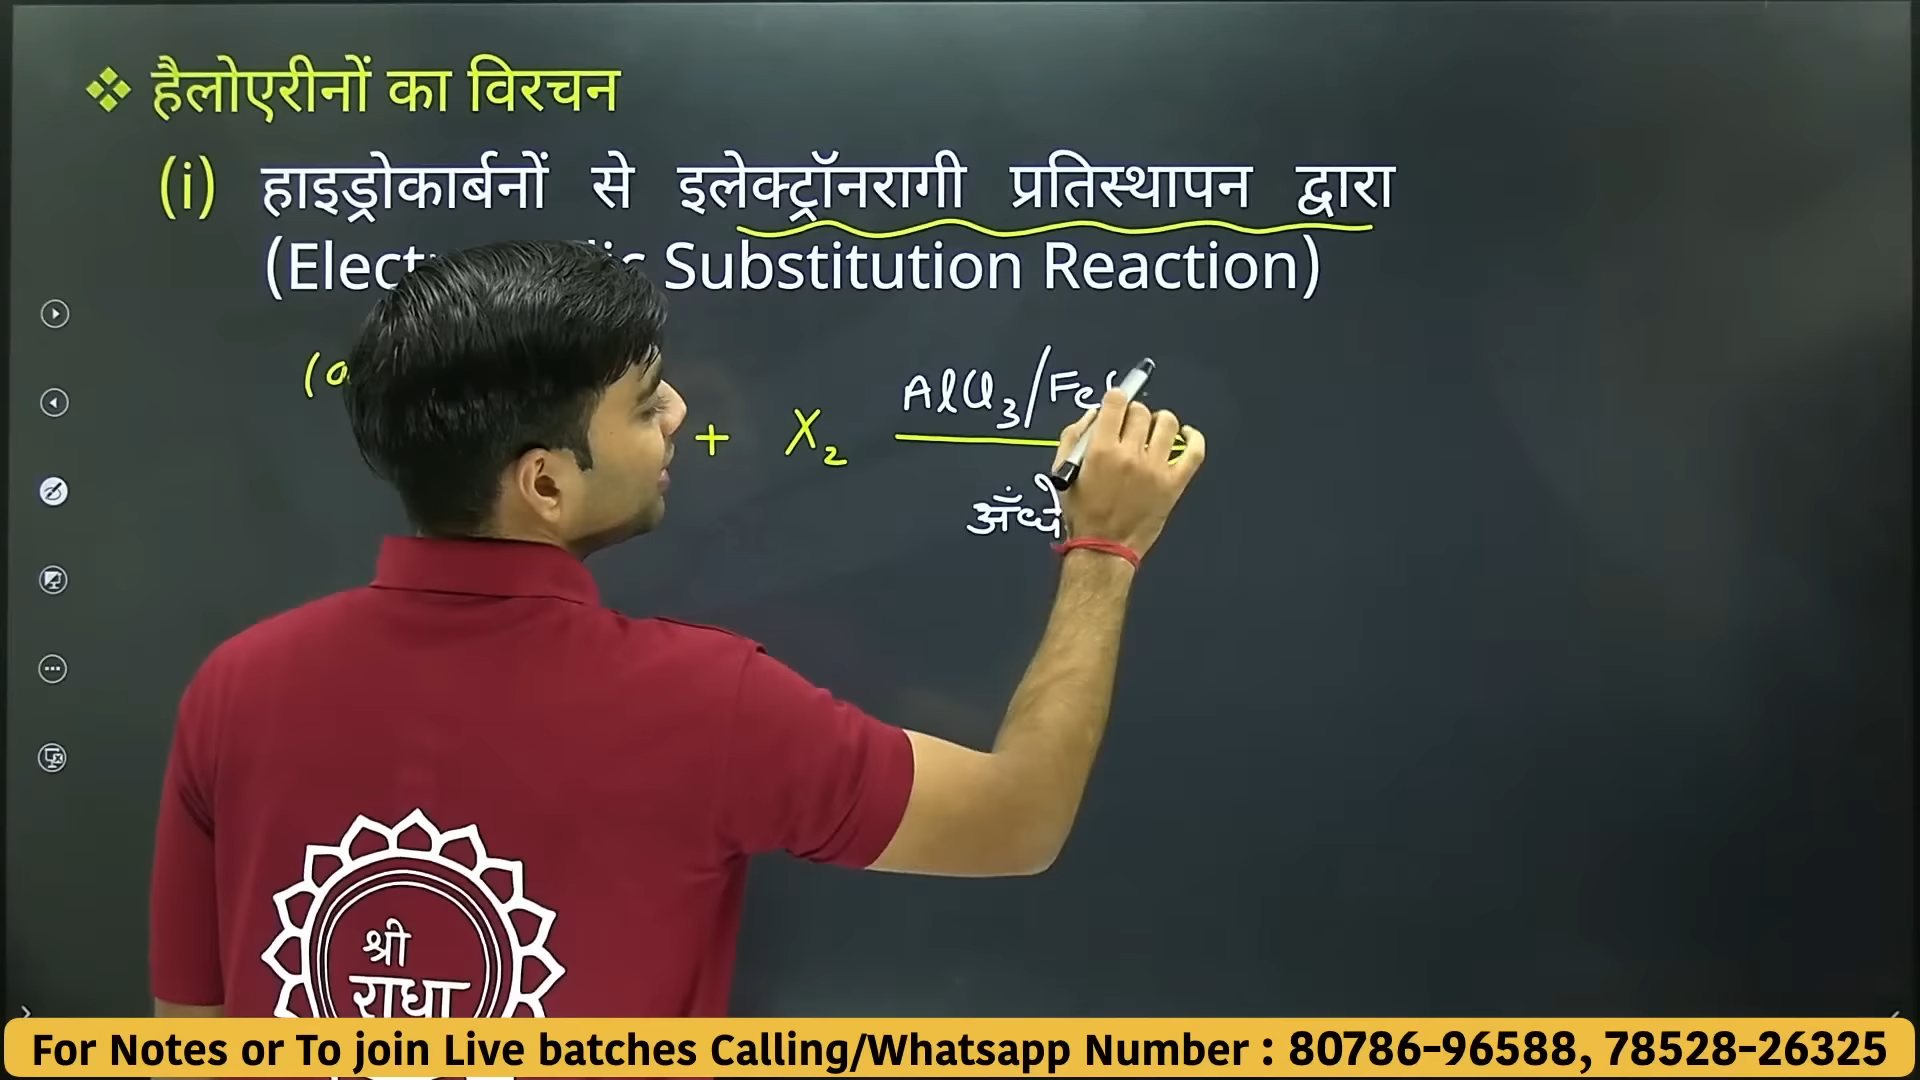 ❖ हैलोएरीनों का विरचन
(i) हाइड्रोकार्बनों से इलेक्ट्रॉनरागी प्रतिस्थापन द्वारा
Substitution Reaction)
+ X₂ AlCl₃/Fe
श्री
राधा
For Notes or To join Live batches Calling/Whatsapp Number : 80786-96588, 78528-26325